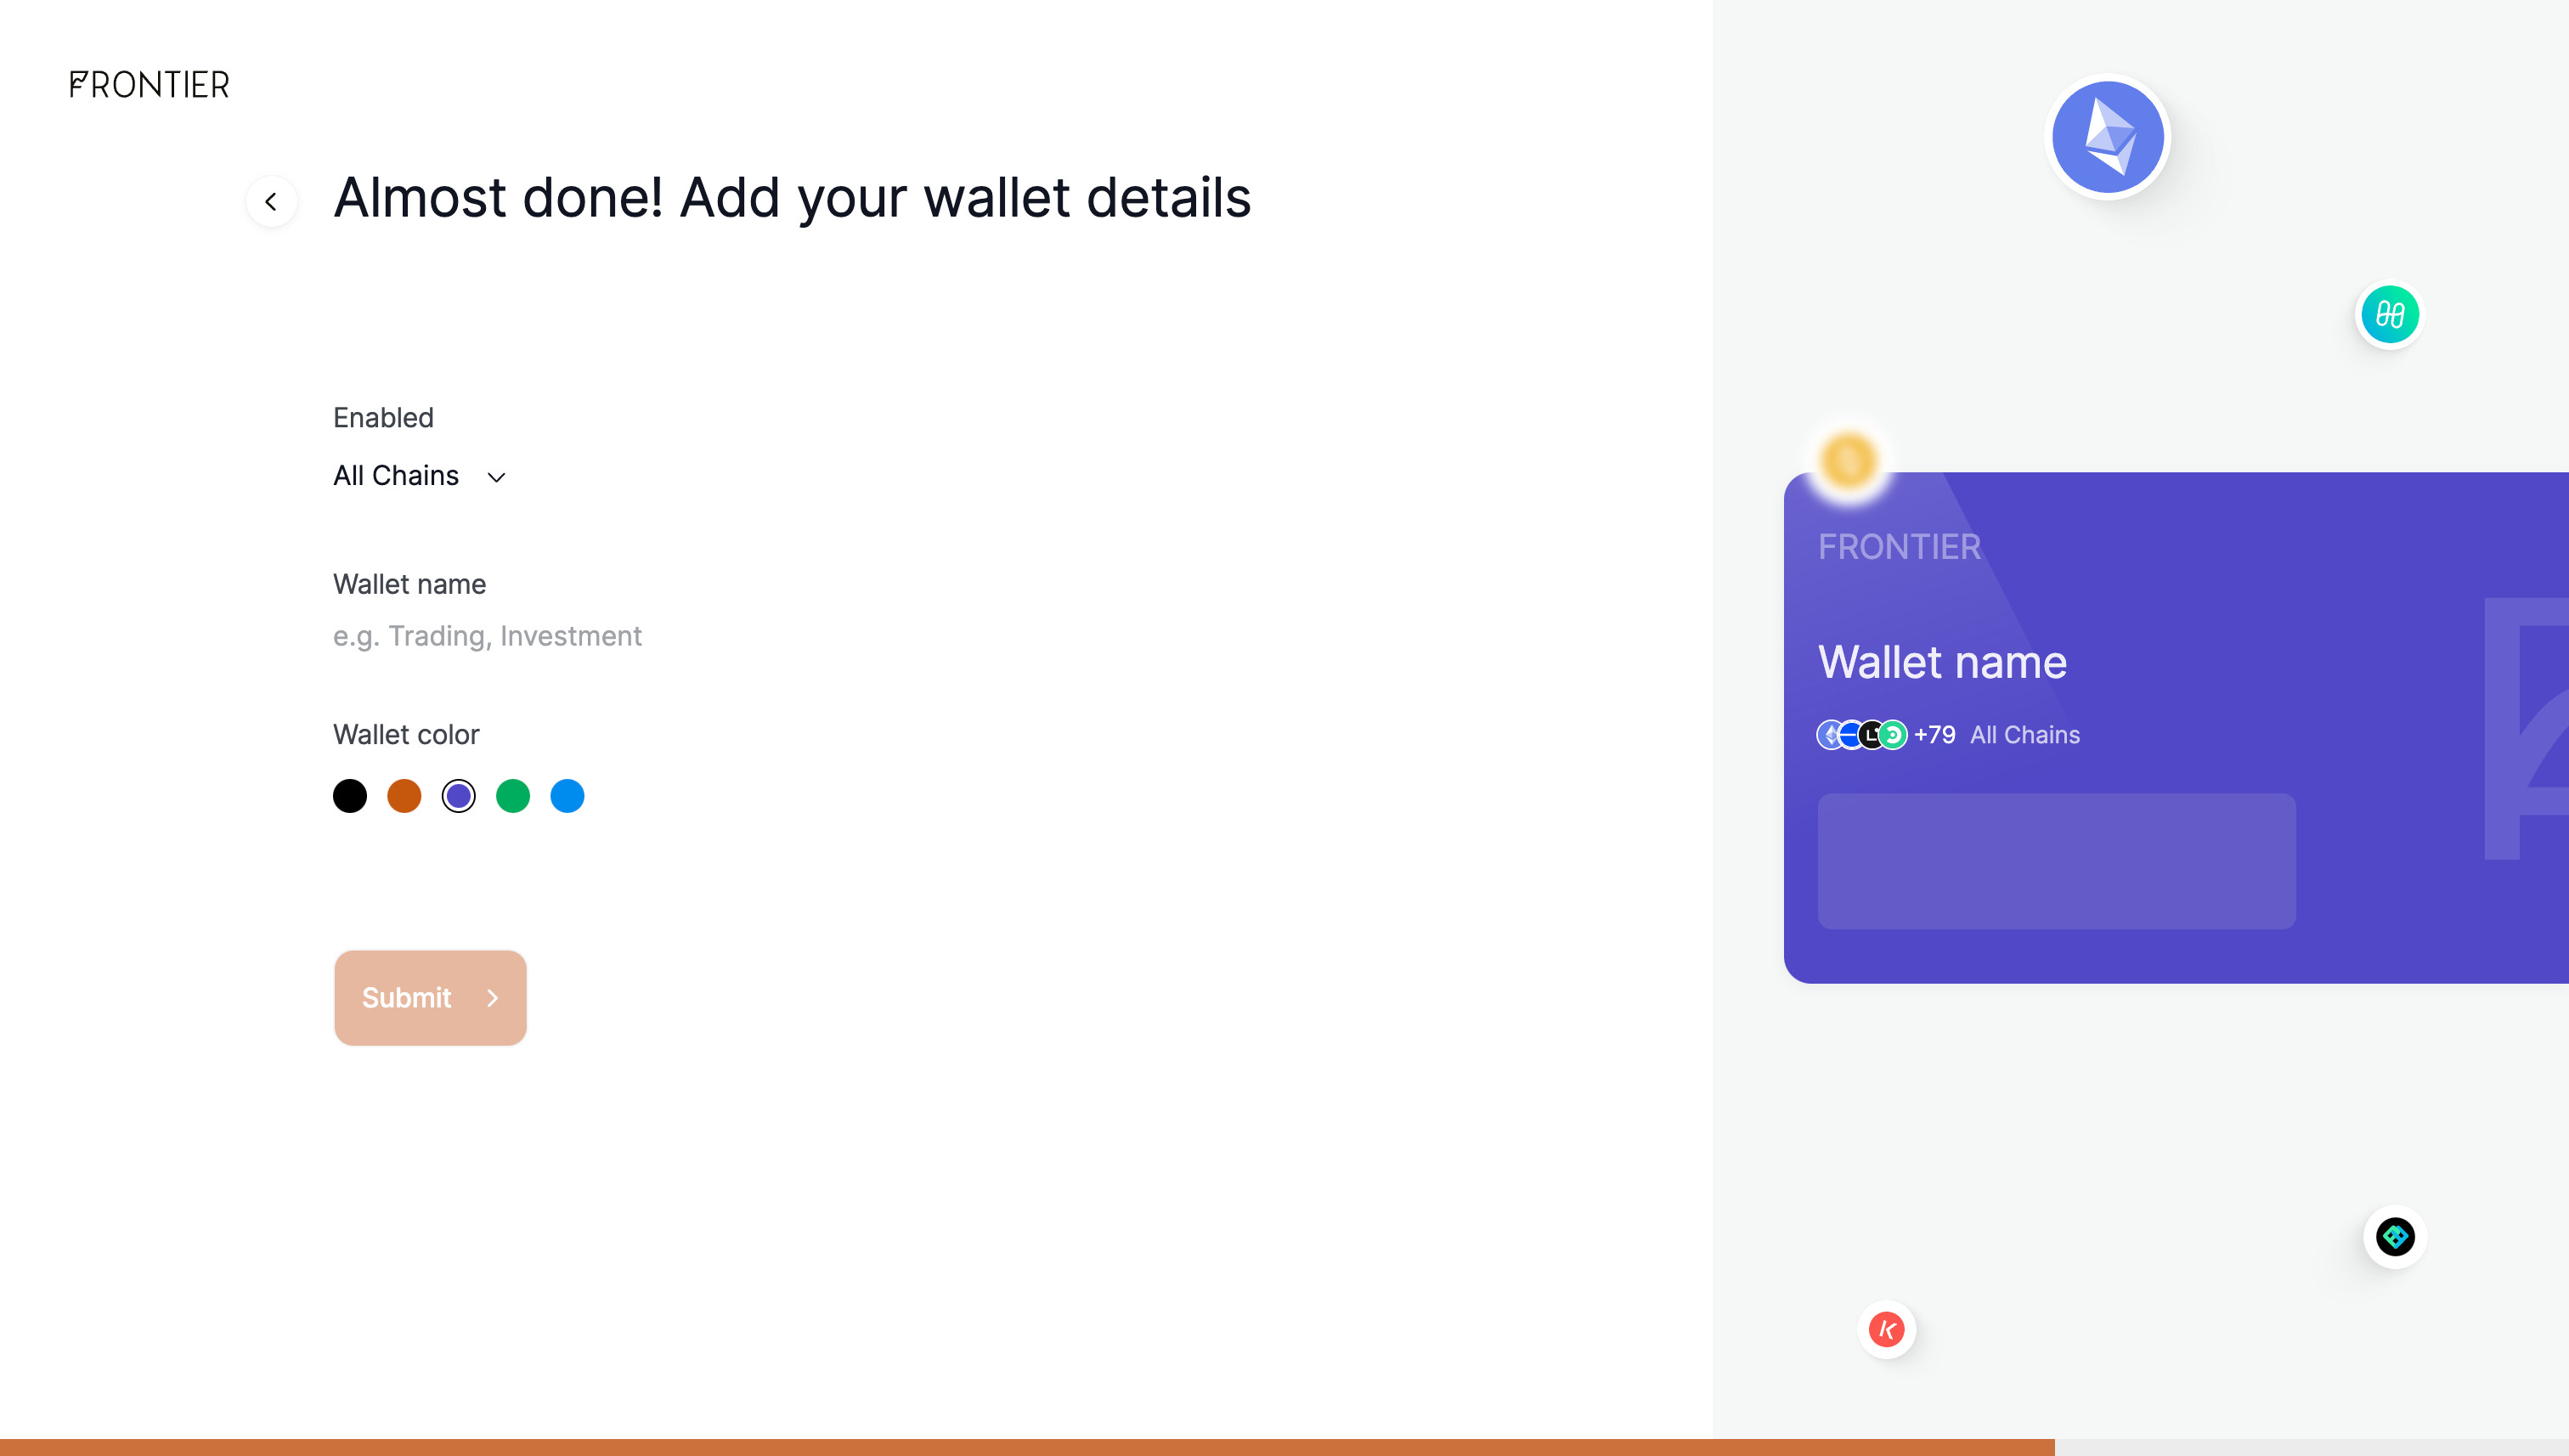 FRONTIER
Almost done! Add your wallet details
Enabled
All Chains
Wallet name
e.g. Trading, Investment
Wallet color
Submit
FRONTIER
Wallet name
+79 All Chains